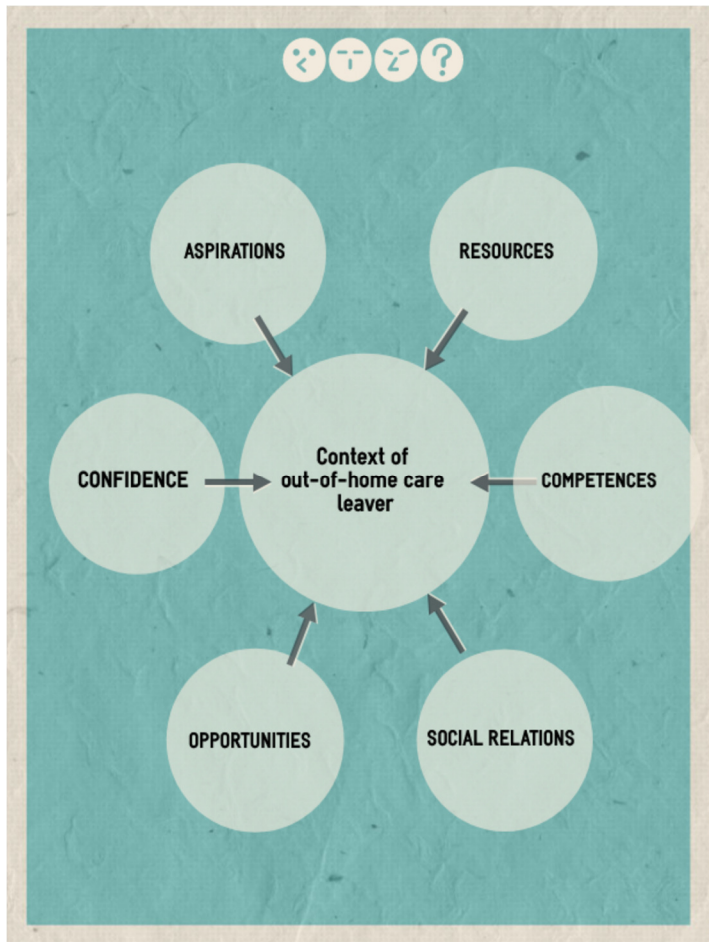 ?
ASPIRATIONS
RESOURCES
CONFIDENCE
Context of
out-of-home care
leaver
COMPETENCES
OPPORTUNITIES
SOCIAL RELATIONS